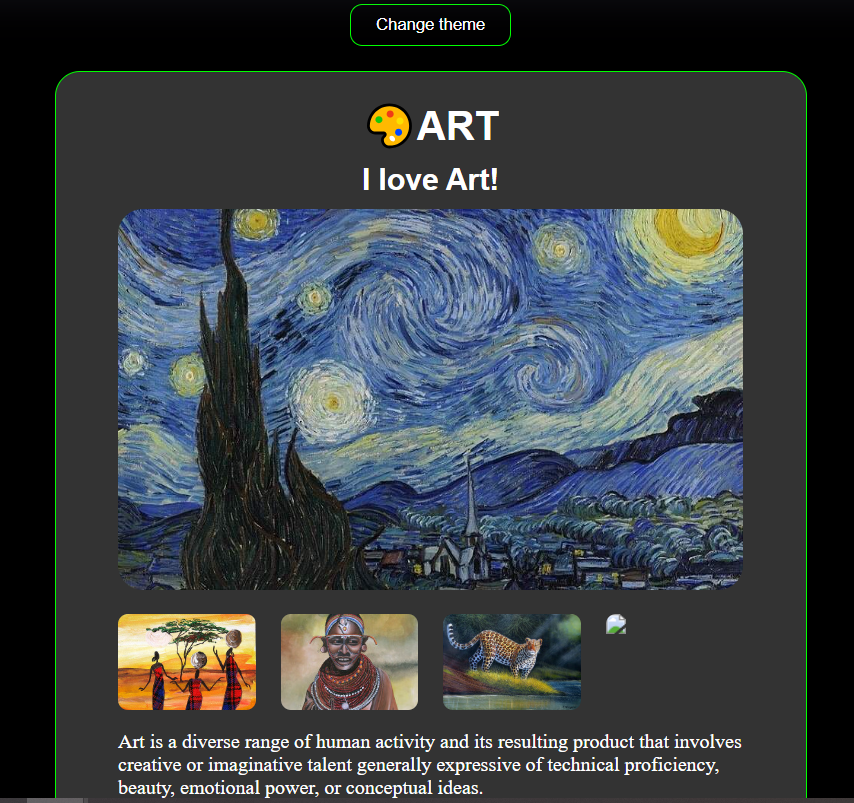 Change theme
🎨ART
I love Art!
Art is a diverse range of human activity and its resulting product that involves
creative or imaginative talent generally expressive of technical proficiency,
beauty, emotional power, or conceptual ideas.